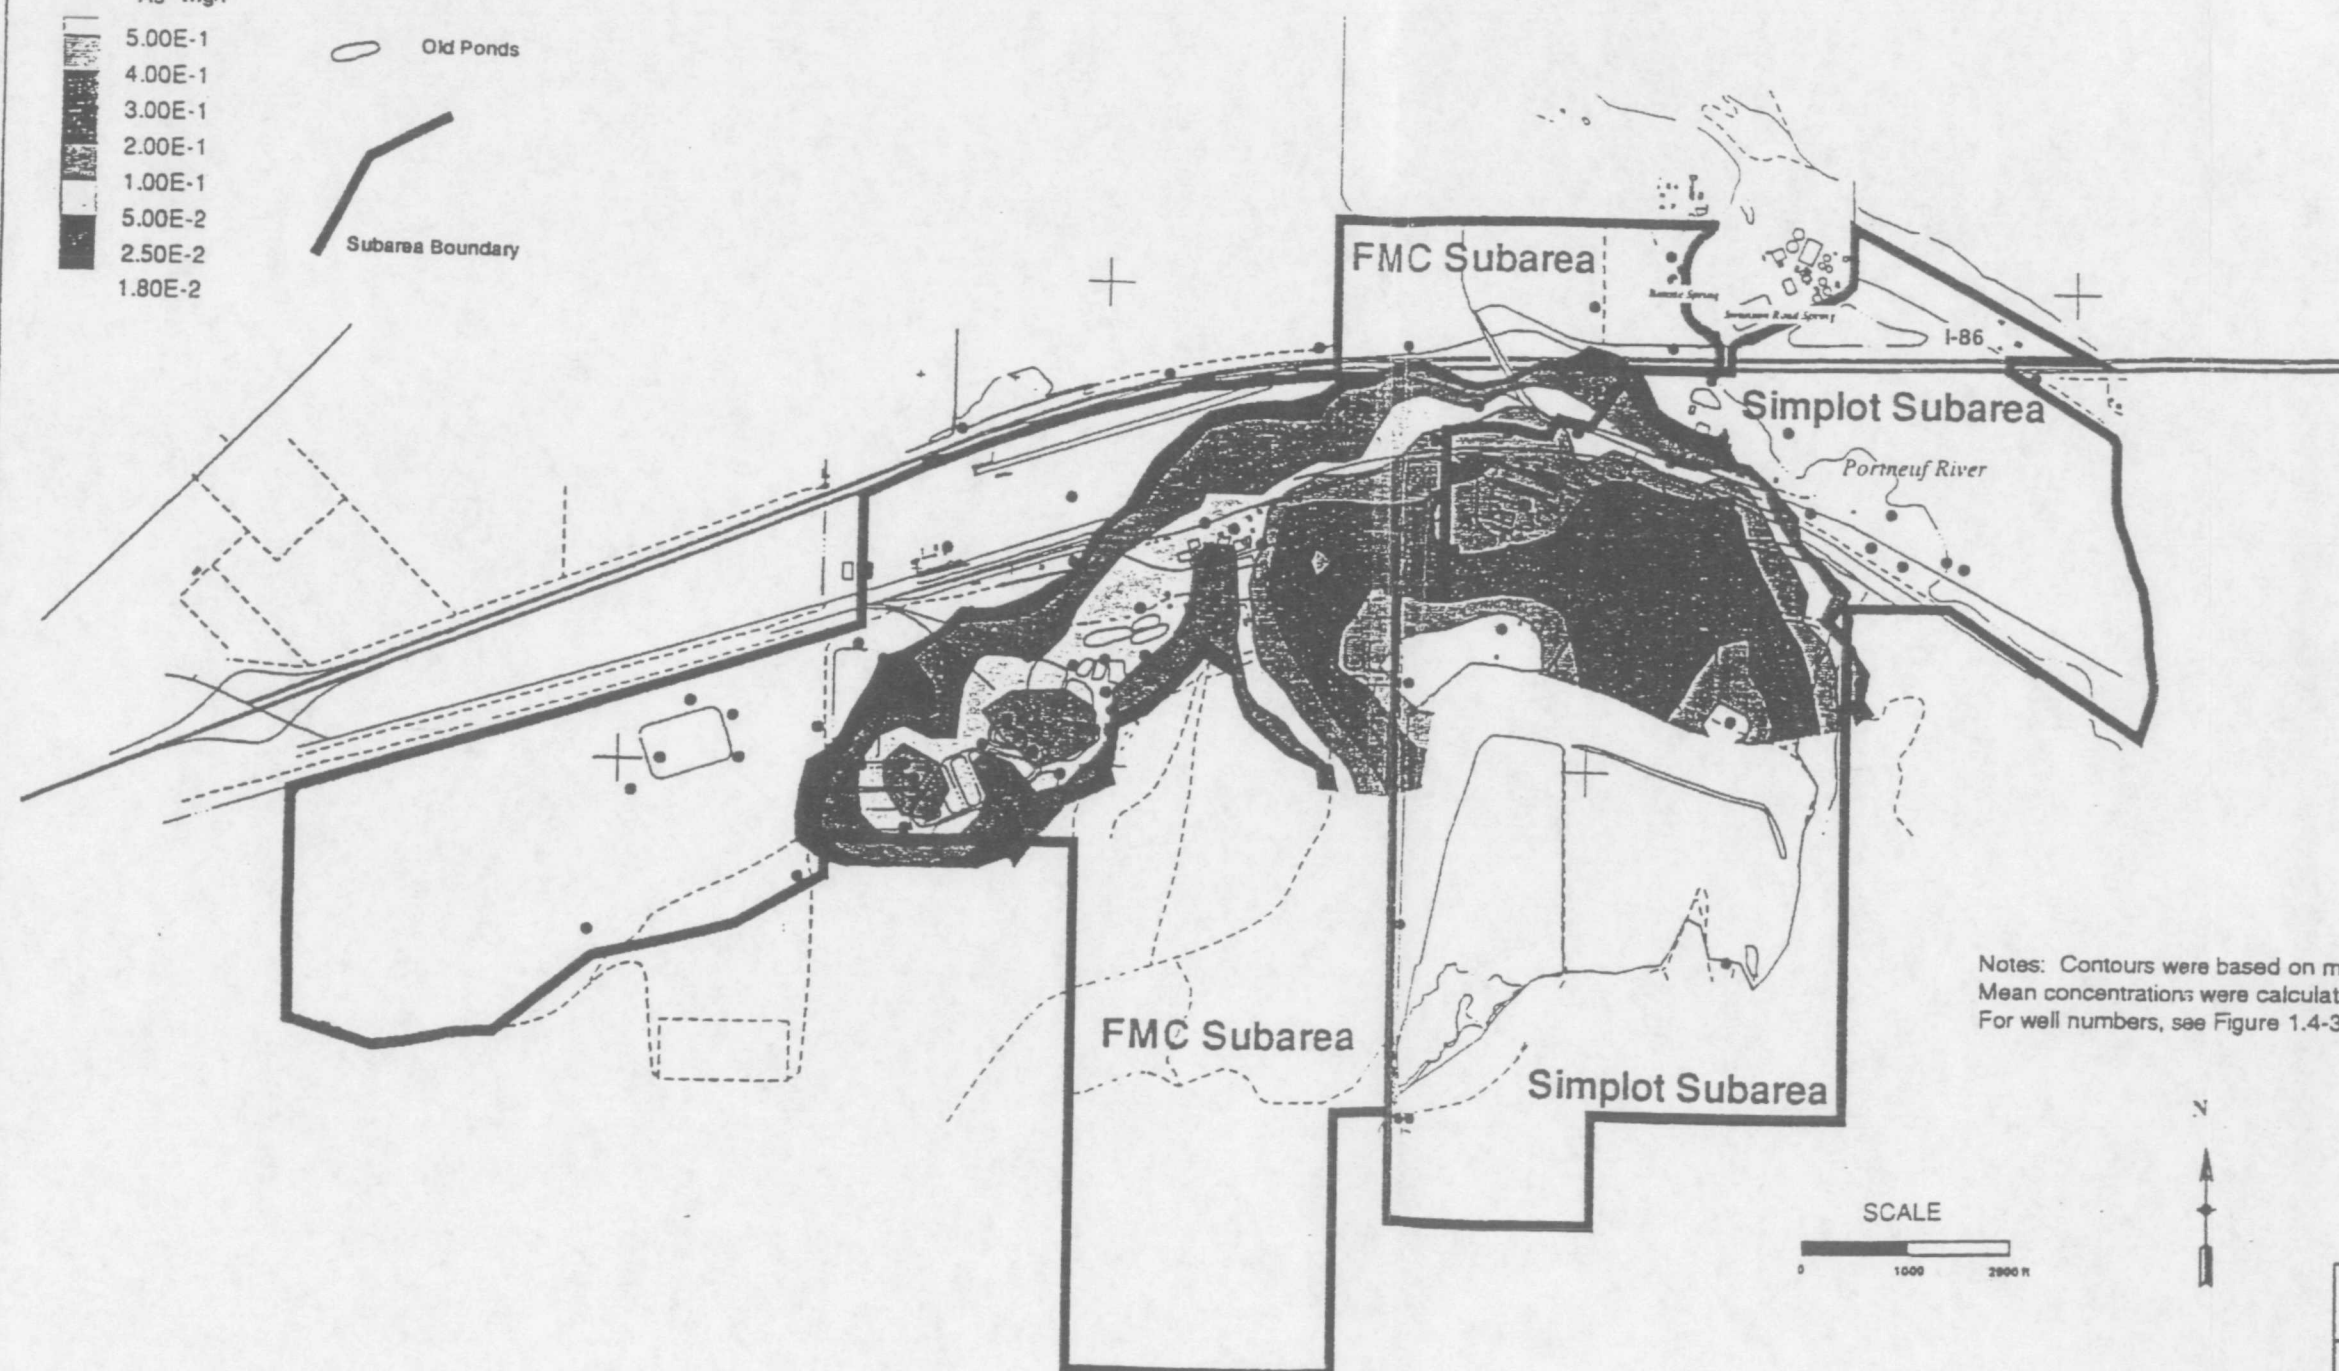 5.00E-1
4.00E-1
3.00E-1
2.00E-1
1.00E-1
5.00E-2
2.50E-2
1.80E-2
Old Ponds
Subarea Boundary
FMC Subarea
Swanson Road Spring
I-86
Simplot Subarea
Portneuf River
FMC Subarea
Simplot Subarea
Notes: Contours were based on m
Mean concentrations were calculat
For well numbers, see Figure 1.4-3
N
SCALE
0 1000